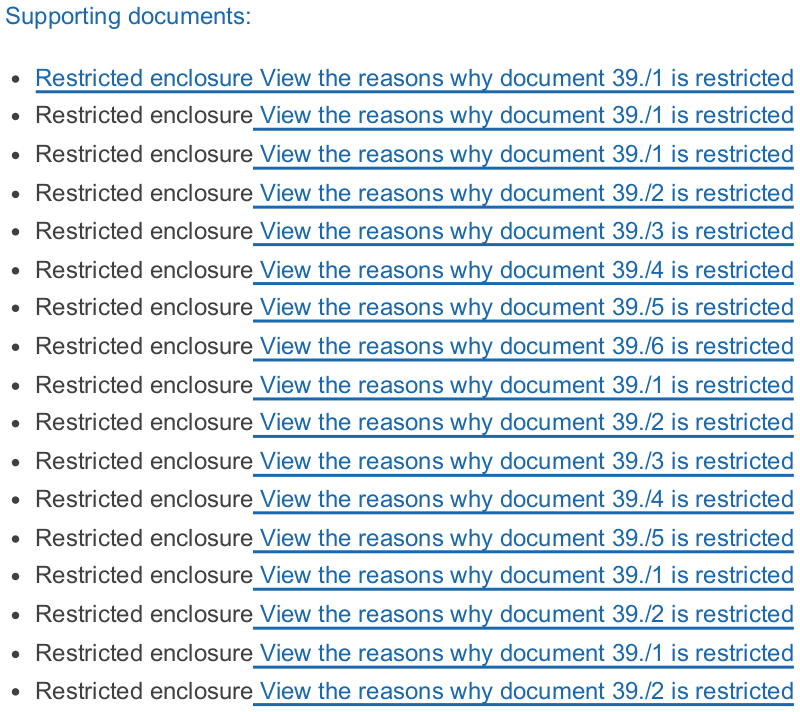 Supporting documents:
• Restricted enclosure View the reasons why document 39./1 is restricted
• Restricted enclosure View the reasons why document 39./1 is restricted
• Restricted enclosure View the reasons why document 39./1 is restricted
• Restricted enclosure View the reasons why document 39./2 is restricted
• Restricted enclosure View the reasons why document 39./3 is restricted
• Restricted enclosure View the reasons why document 39./4 is restricted
• Restricted enclosure View the reasons why document 39./5 is restricted
• Restricted enclosure View the reasons why document 39./6 is restricted
• Restricted enclosure View the reasons why document 39./1 is restricted
• Restricted enclosure View the reasons why document 39./2 is restricted
• Restricted enclosure View the reasons why document 39./3 is restricted
• Restricted enclosure View the reasons why document 39./4 is restricted
• Restricted enclosure View the reasons why document 39./5 is restricted
• Restricted enclosure View the reasons why document 39./1 is restricted
• Restricted enclosure View the reasons why document 39./2 is restricted
• Restricted enclosure View the reasons why document 39./1 is restricted
• Restricted enclosure View the reasons why document 39./2 is restricted